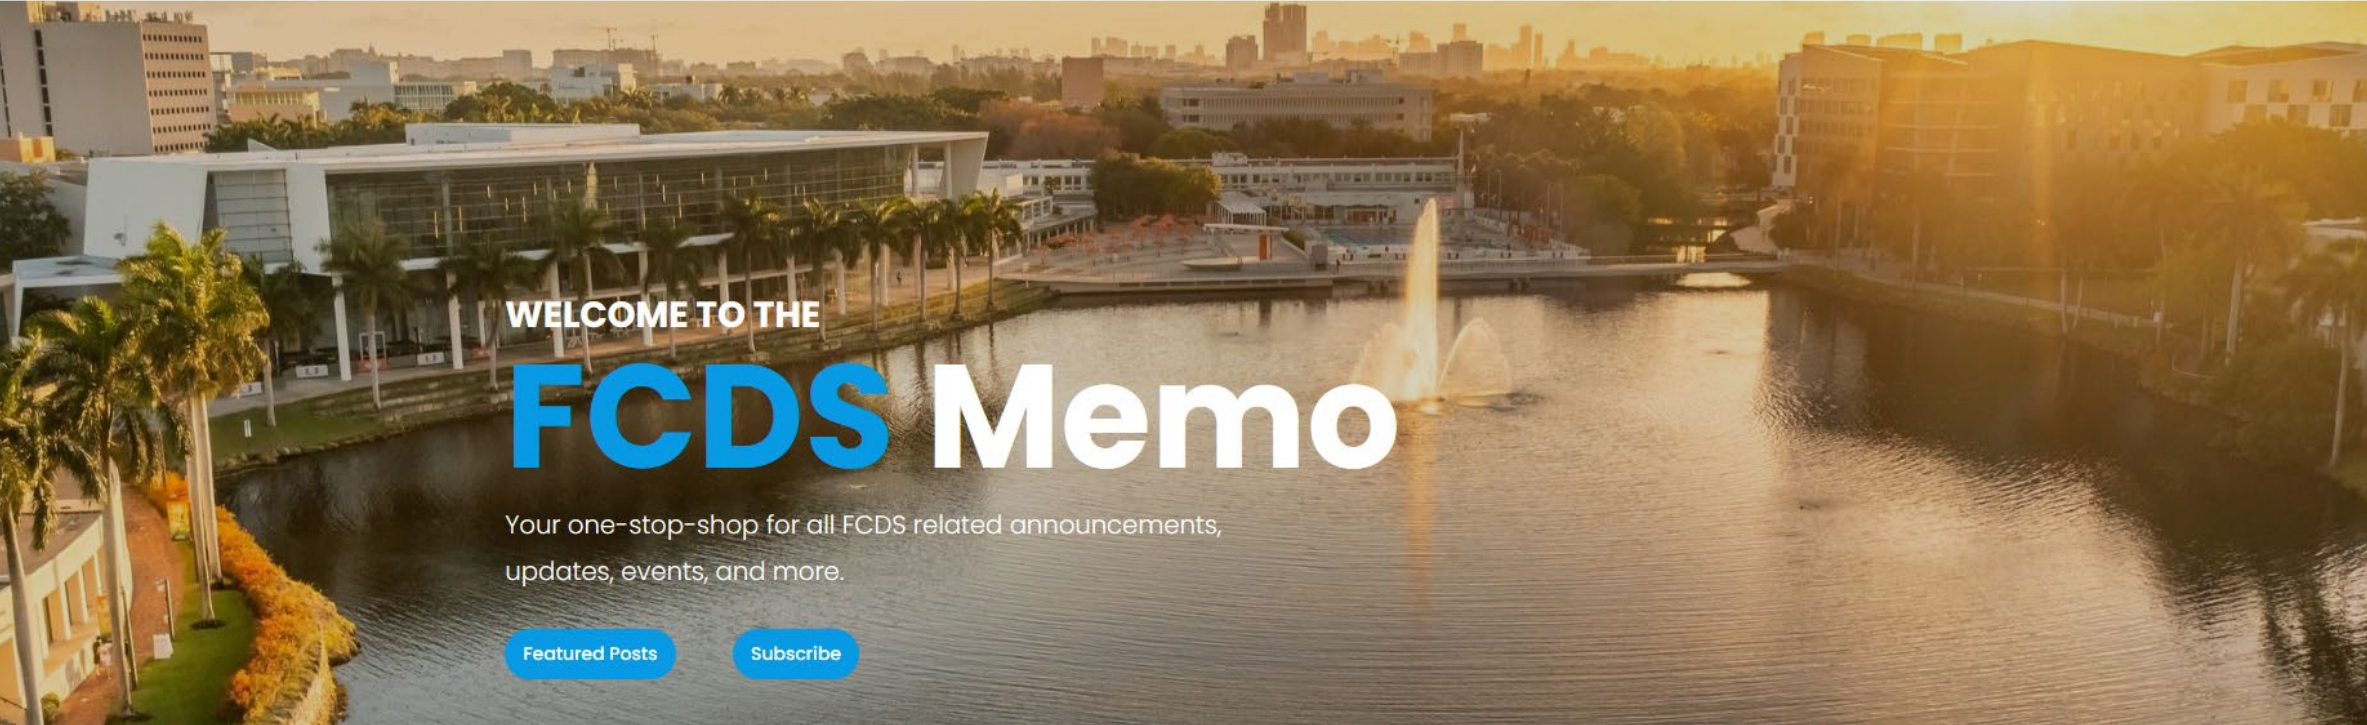 WELCOME TO THE
FCDS Memo
Your one-stop-shop for all FCDS related announcements,
updates, events, and more.
Featured Posts
Subscribe